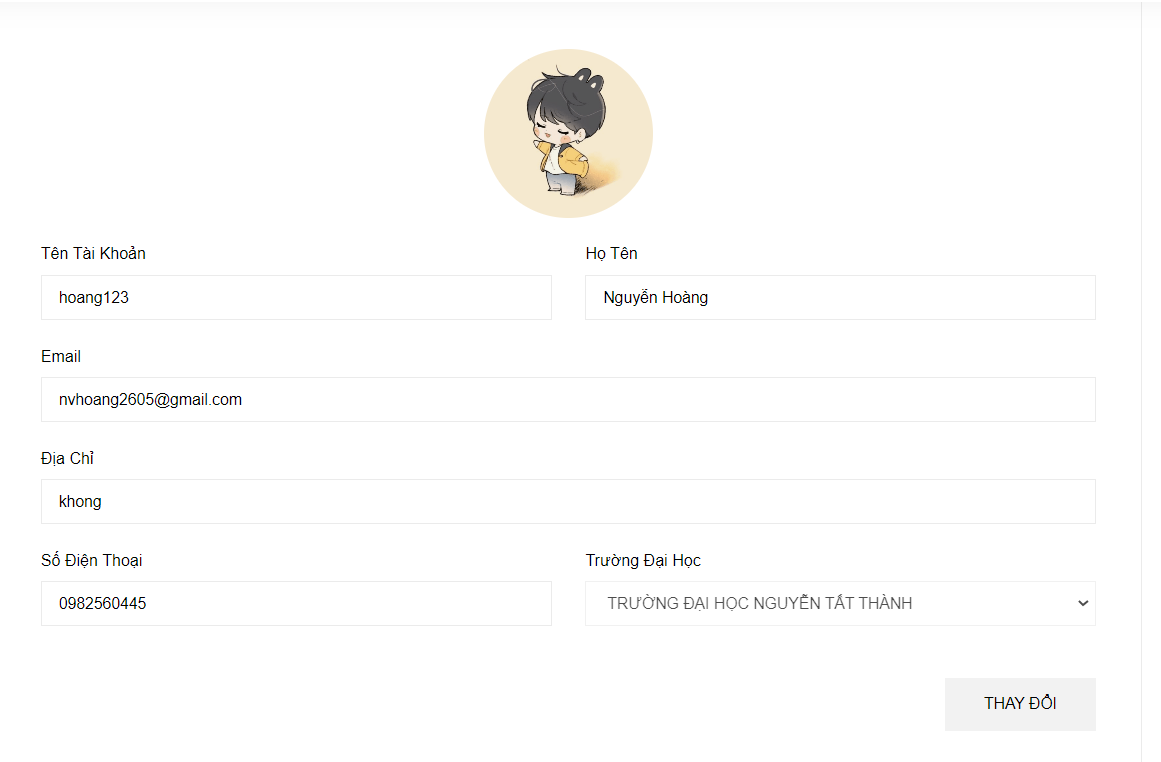 Tên Tài Khoản
Họ Tên
hoang123
Nguyễn Hoàng
Email
nvhoang2605@gmail.com
Địa Chỉ
khong
Số Điện Thoại
Trường Đại Học
0982560445
TRƯỜNG ĐẠI HỌC NGUYỄN TẤT THÀNH
THAY ĐỔI